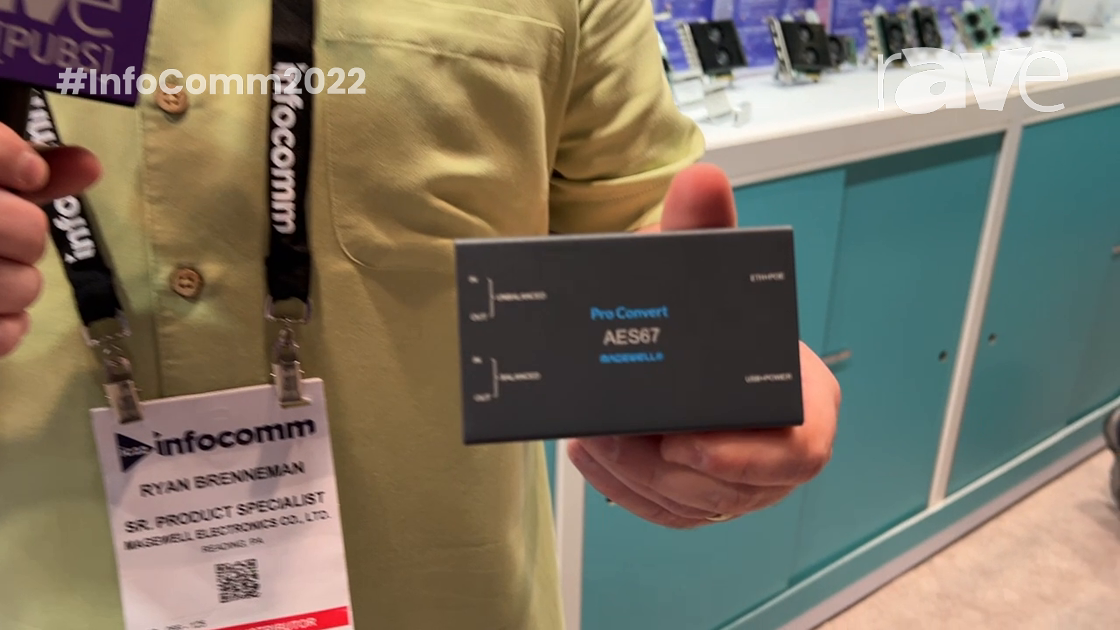 [PUBS]
#InfoComm2022
rave
infocomm
infocomm
IN
UNBALANCED
OUT
IN
BALANCED
OUT
Pro Convert
AES67
MAGEWELL®
ETH+POE
USB+POWER
infocomm
RYAN BRENNEMAN
SR. PRODUCT SPECIALIST
MAGEWELL ELECTRONICS CO., LTD.
READING, PA